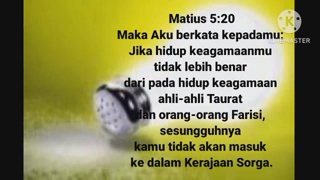 Matius 5:20
Maka Aku berkata kepadamu:
Jika hidup keagamaanmu
tidak lebih benar
dari pada hidup keagamaan
ahli-ahli Taurat
dan orang-orang Farisi,
sesungguhnya
kamu tidak akan masuk
ke dalam Kerajaan Sorga.